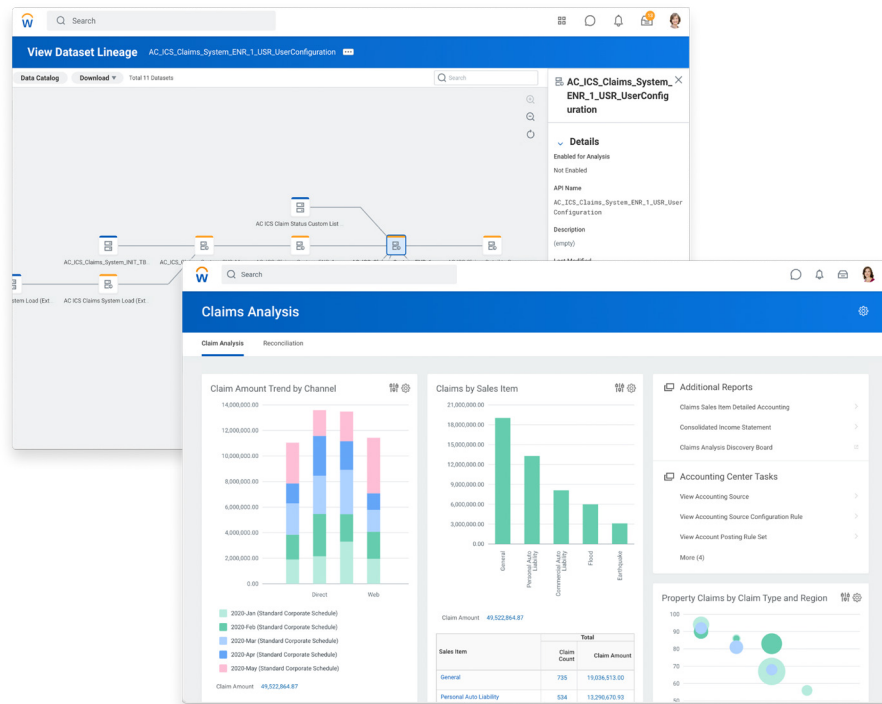 W
Search
13
View Dataset Lineage
AC_ICS_Claims_System_ENR_1_USR_UserConfiguration
Data Catalog
Download
Total 11 Datasets
Search
AC_ICS_Claims_System_
ENR_1_USR_UserConfig
uration
Details
Enabled for Analysis
Not Enabled
API Name
AC_ICS_Claims_System_ENR_1_USR_User
Configuration
Description
(empty)
AC ICS Claim Status Custom List
AC_ICS_Claims_System_INIT_TB...
AC ICS Claims System Load (Ext...
stem Load (Ext...
W
Search
Claims Analysis
Claim Analysis
Reconciliation
Claim Amount Trend by Channel
14,000,000.00
12,000,000.00
10,000,000.00
8,000,000.00
6,000,000.00
4,000,000.00
2,000,000.00
0.00
Direct
Web
2020-Jan (Standard Corporate Schedule)
2020-Feb (Standard Corporate Schedule)
2020-Mar (Standard Corporate Schedule)
2020-Apr (Standard Corporate Schedule)
2020-May (Standard Corporate Schedule)
Claim Amount 49,522,864.87
Claims by Sales Item
21,000,000.00
18,000,000.00
15,000,000.00
12,000,000.00
9,000,000.00
6,000,000.00
3,000,000.00
0.00
General
Personal Auto
Liability
Commercial Auto
Liability
Flood
Earthquake
Claim Amount 49,522,864.87
Total
Sales Item
Claim
Count
Claim Amount
General 735 19,036,513.00
Personal Auto Liability 534 13,290,670.93
Additional Reports
Claims Sales Item Detailed Accounting
Consolidated Income Statement
Claims Analysis Discovery Board
Accounting Center Tasks
View Accounting Source
View Accounting Source Configuration Rule
View Account Posting Rule Set
More (4)
Property Claims by Claim Type and Region
100
90
80
70
60
50